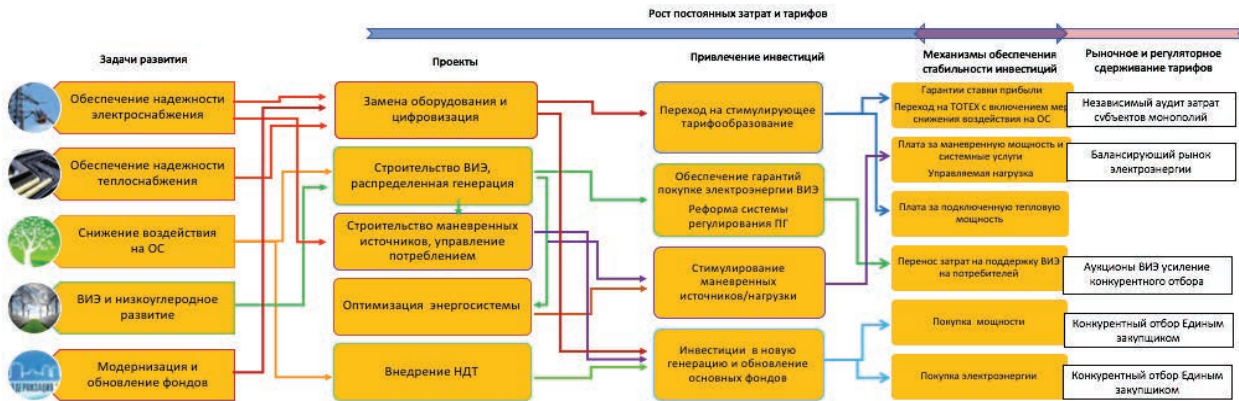 Рост постоянных затрат и тарифов
Задачи развития
Проекты
Привлечение инвестиций
Механизмы обеспечения
стабильности инвестиций
Рыночное и регуляторное
сдерживание тарифов
Обеспечение надежности
электроснабжения
Обеспечение надежности
теплоснабжения
Снижение воздействия
на ОС
ВИЭ и низкоуглеродное
развитие
Модернизация и
обновление фондов
Замена оборудования и
цифровизация
Строительство ВИЭ,
распределенная генерация
Строительство маневренных
источников, управление
потреблением
Оптимизация энергосистемы
Внедрение НДТ
Переход на стимулирующее
тарифообразование
Обеспечение гарантий
покупке электроэнергии ВИЭ
Реформа системы
регулирования ПГ
Стимулирование
маневренных
источников/нагрузки
Инвестиции в новую
генерацию и обновление
основных фондов
Гарантии ставки прибыли
Переход на TOTEX с включением мер
снижения воздействия на ОС
Плата за маневренную мощность и
системные услуги
Управляемая нагрузка
Плата за подключенную тепловую
мощность
Перенос затрат на поддержку ВИЭ
на потребителей
Покупка мощности
Покупка электроэнергии
Независимый аудит затрат
субъектов монополий
Балансирующий рынок
электроэнергии
Аукционы ВИЭ усиление
конкурентного отбора
Конкурентный отбор Единым
закупщиком
Конкурентный отбор Единым
закупщиком